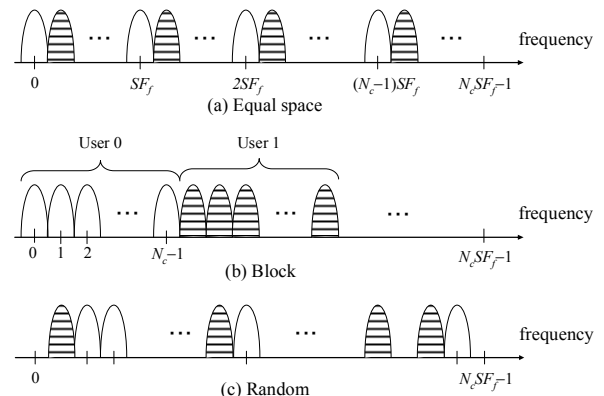 ... ... ... ... frequency
0 SF_f 2SF_f (N_c−1)SF_f N_cSF_f−1
(a) Equal space
User 0 User 1
... ... ... frequency
0 1 2 N_c−1 N_cSF_f−1
(b) Block
... ... frequency
0 N_cSF_f−1
(c) Random